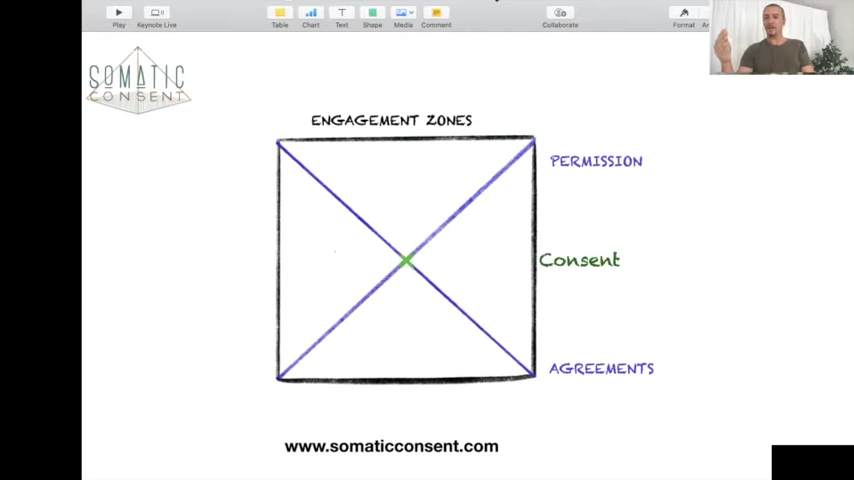 Play
Keynote Live
Table
Chart
Text
Shape
Media
Comment
Collaborate
Format
SOMATIC
CONSENT
ENGAGEMENT ZONES
PERMISSION
Consent
AGREEMENTS
www.somaticconsent.com